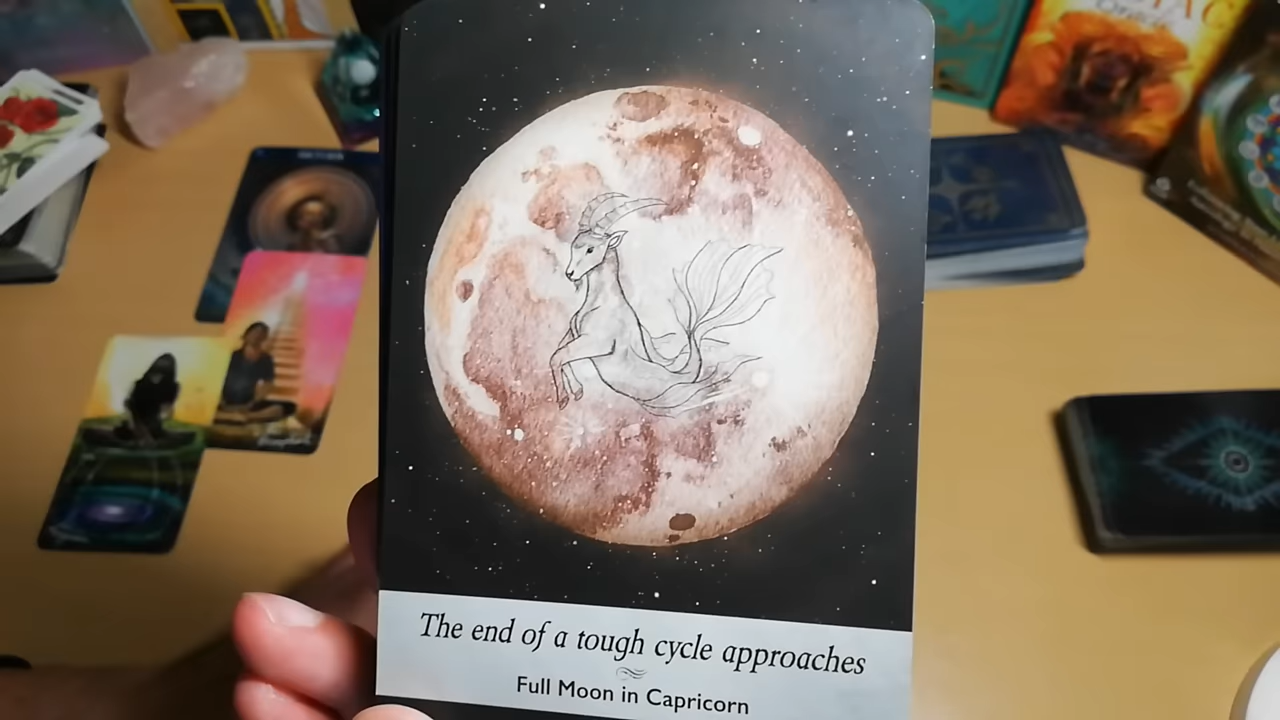 The end of a tough cycle approaches
Full Moon in Capricorn